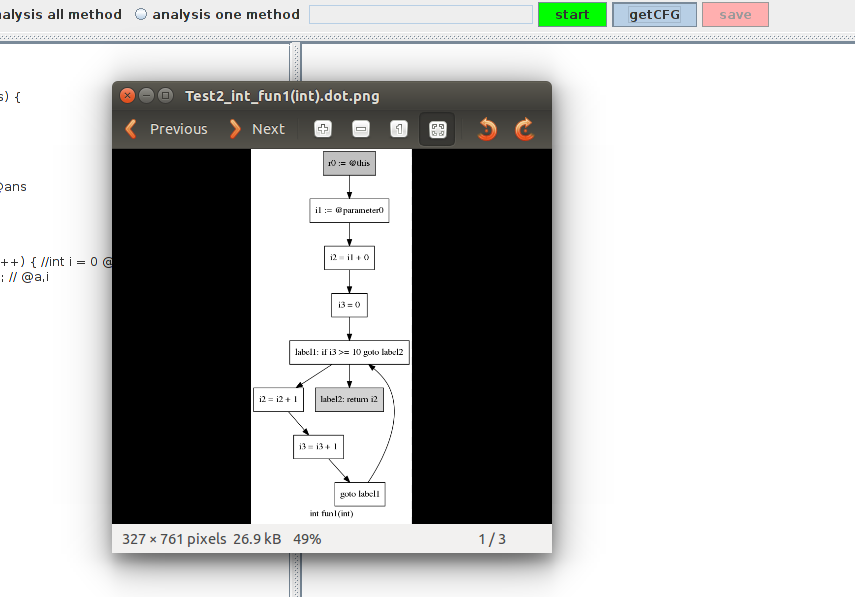 nalysis all method analysis one method start getCFG save
s) {
Test2_int_fun1(int).dot.png
Previous Next
r0 := @this
@ans
i1 := @parameter0
i2 = i1 + 0
++) { //int i = 0 @
; // @a,i
i3 = 0
label1: if i3 >= 10 goto label2
i2 = i2 + 1
label2: return i2
i3 = i3 + 1
goto label1
int fun1(int)
327 × 761 pixels 26.9 kB 49% 1 / 3